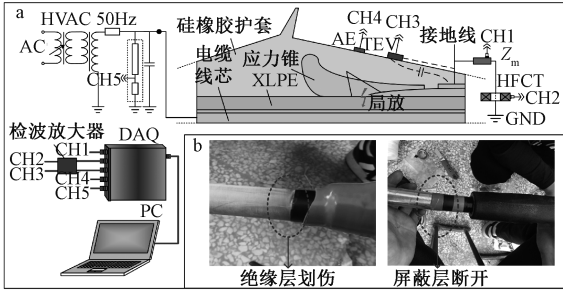 a
HVAC 50Hz
AC
CH5
硅橡胶护套
电缆
线芯
应力锥
XLPE
局放
CH4
CH3
AE
TEV
接地线
CH1
Zm
HFCT
CH2
GND
检波放大器
DAQ
CH1
CH2
CH3
CH4
CH5
PC
b
绝缘层划伤
屏蔽层断开